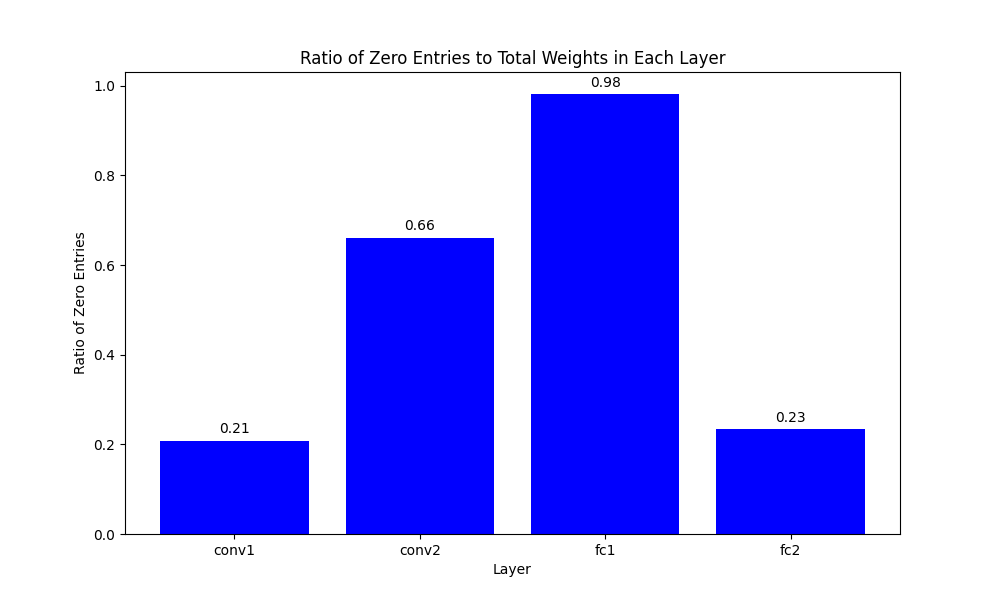 Ratio of Zero Entries to Total Weights in Each Layer
Ratio of Zero Entries
1.0
0.8
0.6
0.4
0.2
0.0
0.21
0.66
0.98
0.23
conv1
conv2
fc1
fc2
Layer